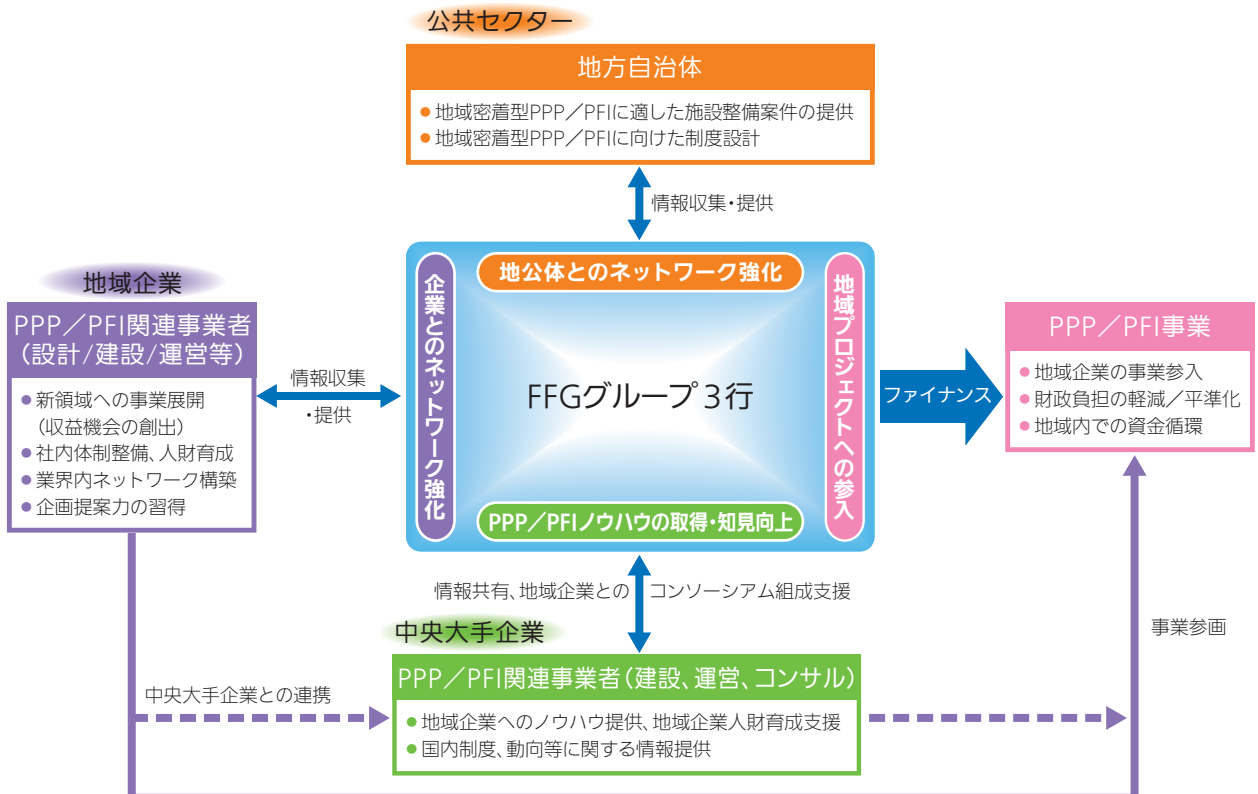 公共セクター
地方自治体
● 地域密着型PPP／PFIに適した施設整備案件の提供
● 地域密着型PPP／PFIに向けた制度設計
情報収集・提供
地域企業
PPP／PFI関連事業者
（設計/建設/運営等）
● 新領域への事業展開
（収益機会の創出）
● 社内体制整備、人財育成
● 業界内ネットワーク構築
● 企画提案力の習得
情報収集
・提供
企業とのネットワーク強化
地公体とのネットワーク強化
FFGグループ3行
PPP／PFIノウハウの取得・知見向上
地域プロジェクトへの参入
ファイナンス
PPP／PFI事業
● 地域企業の事業参入
● 財政負担の軽減／平準化
● 地域内での資金循環
情報共有、地域企業との コンソーシアム組成支援
中央大手企業
PPP／PFI関連事業者（建設、運営、コンサル）
● 地域企業へのノウハウ提供、地域企業人財育成支援
● 国内制度、動向等に関する情報提供
中央大手企業との連携
事業参画